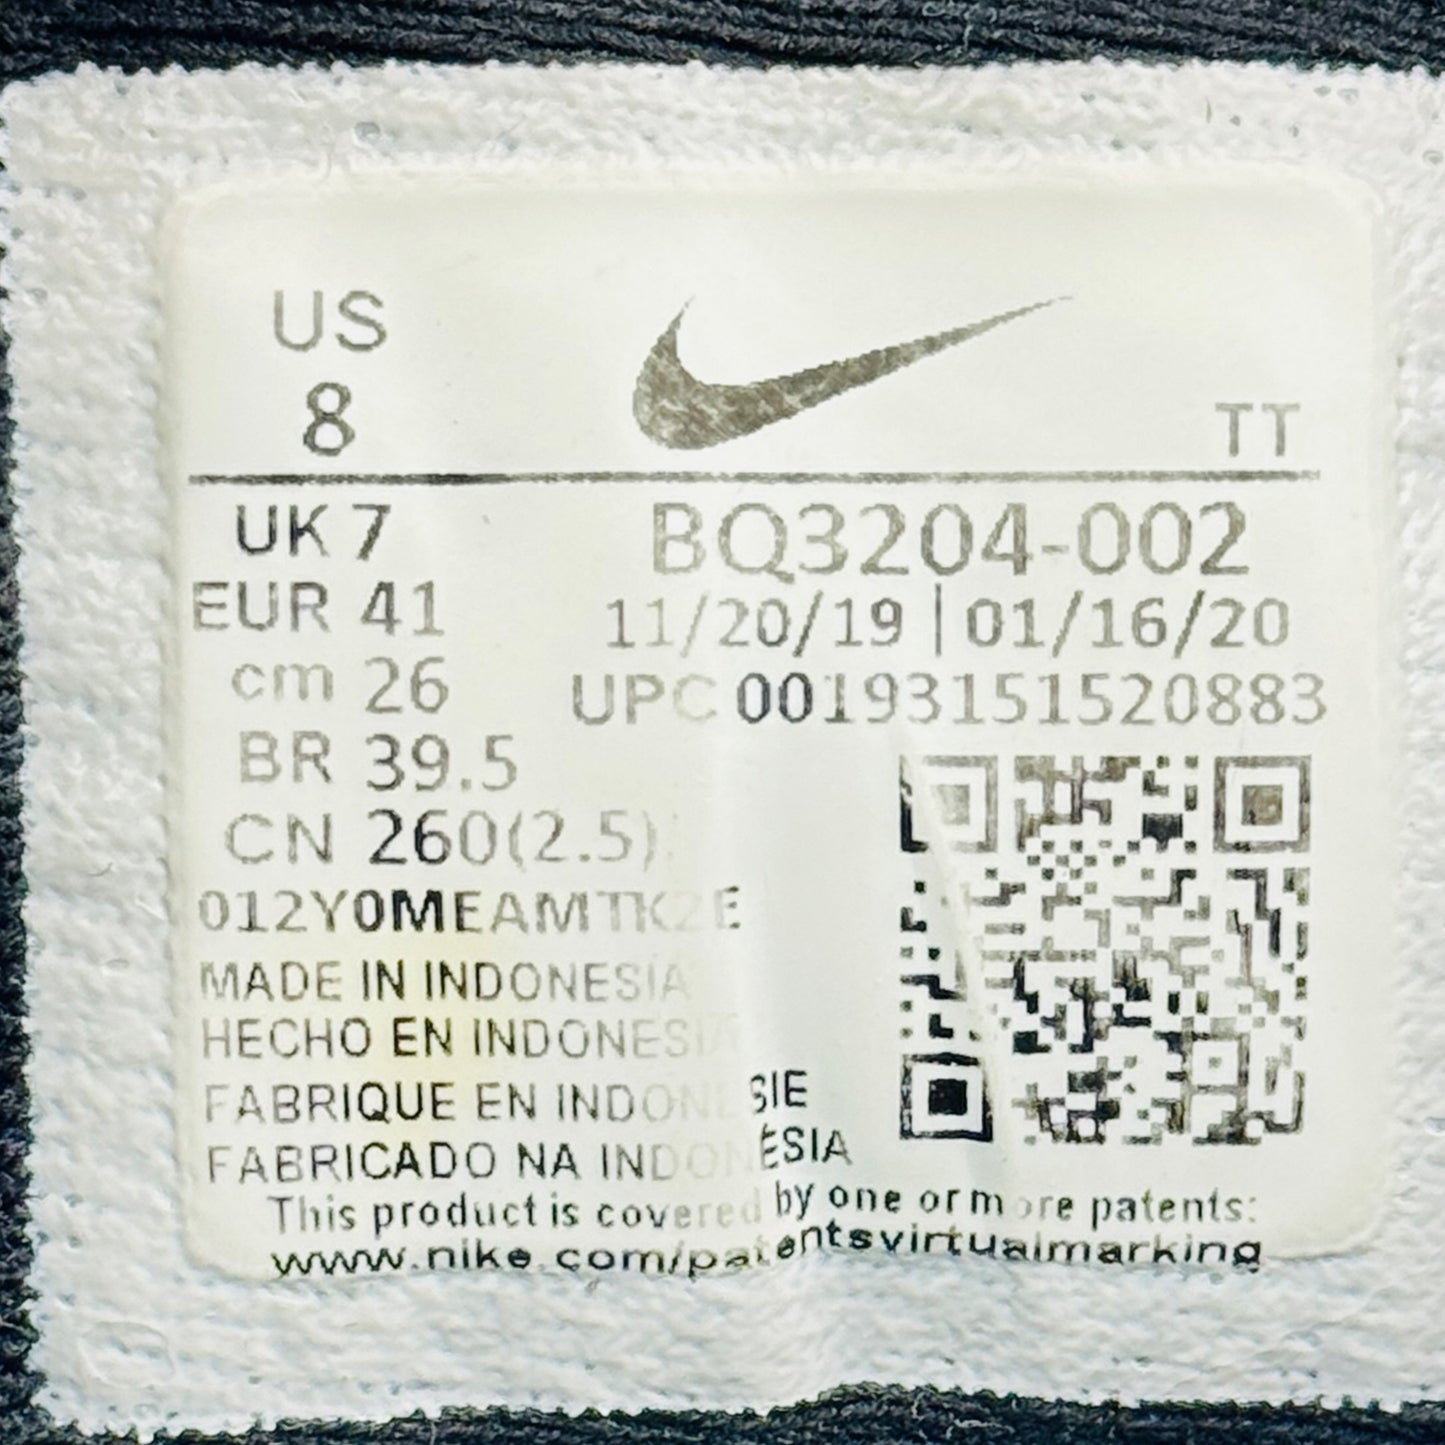 US
8
TT
UK 7
BQ3204-002
EUR 41
11/20/19 | 01/16/20
cm 26
UPC 00193151520883
BR 39.5
CN 260(2.5)
012Y0MEAMTK2E
MADE IN INDONESIA
HECHO EN INDONESIA
FABRIQUE EN INDONESIE
FABRICADO NA INDONÉSIA
This product is covered by one or more patents:
www.nike.com/patentsvirtualmarking